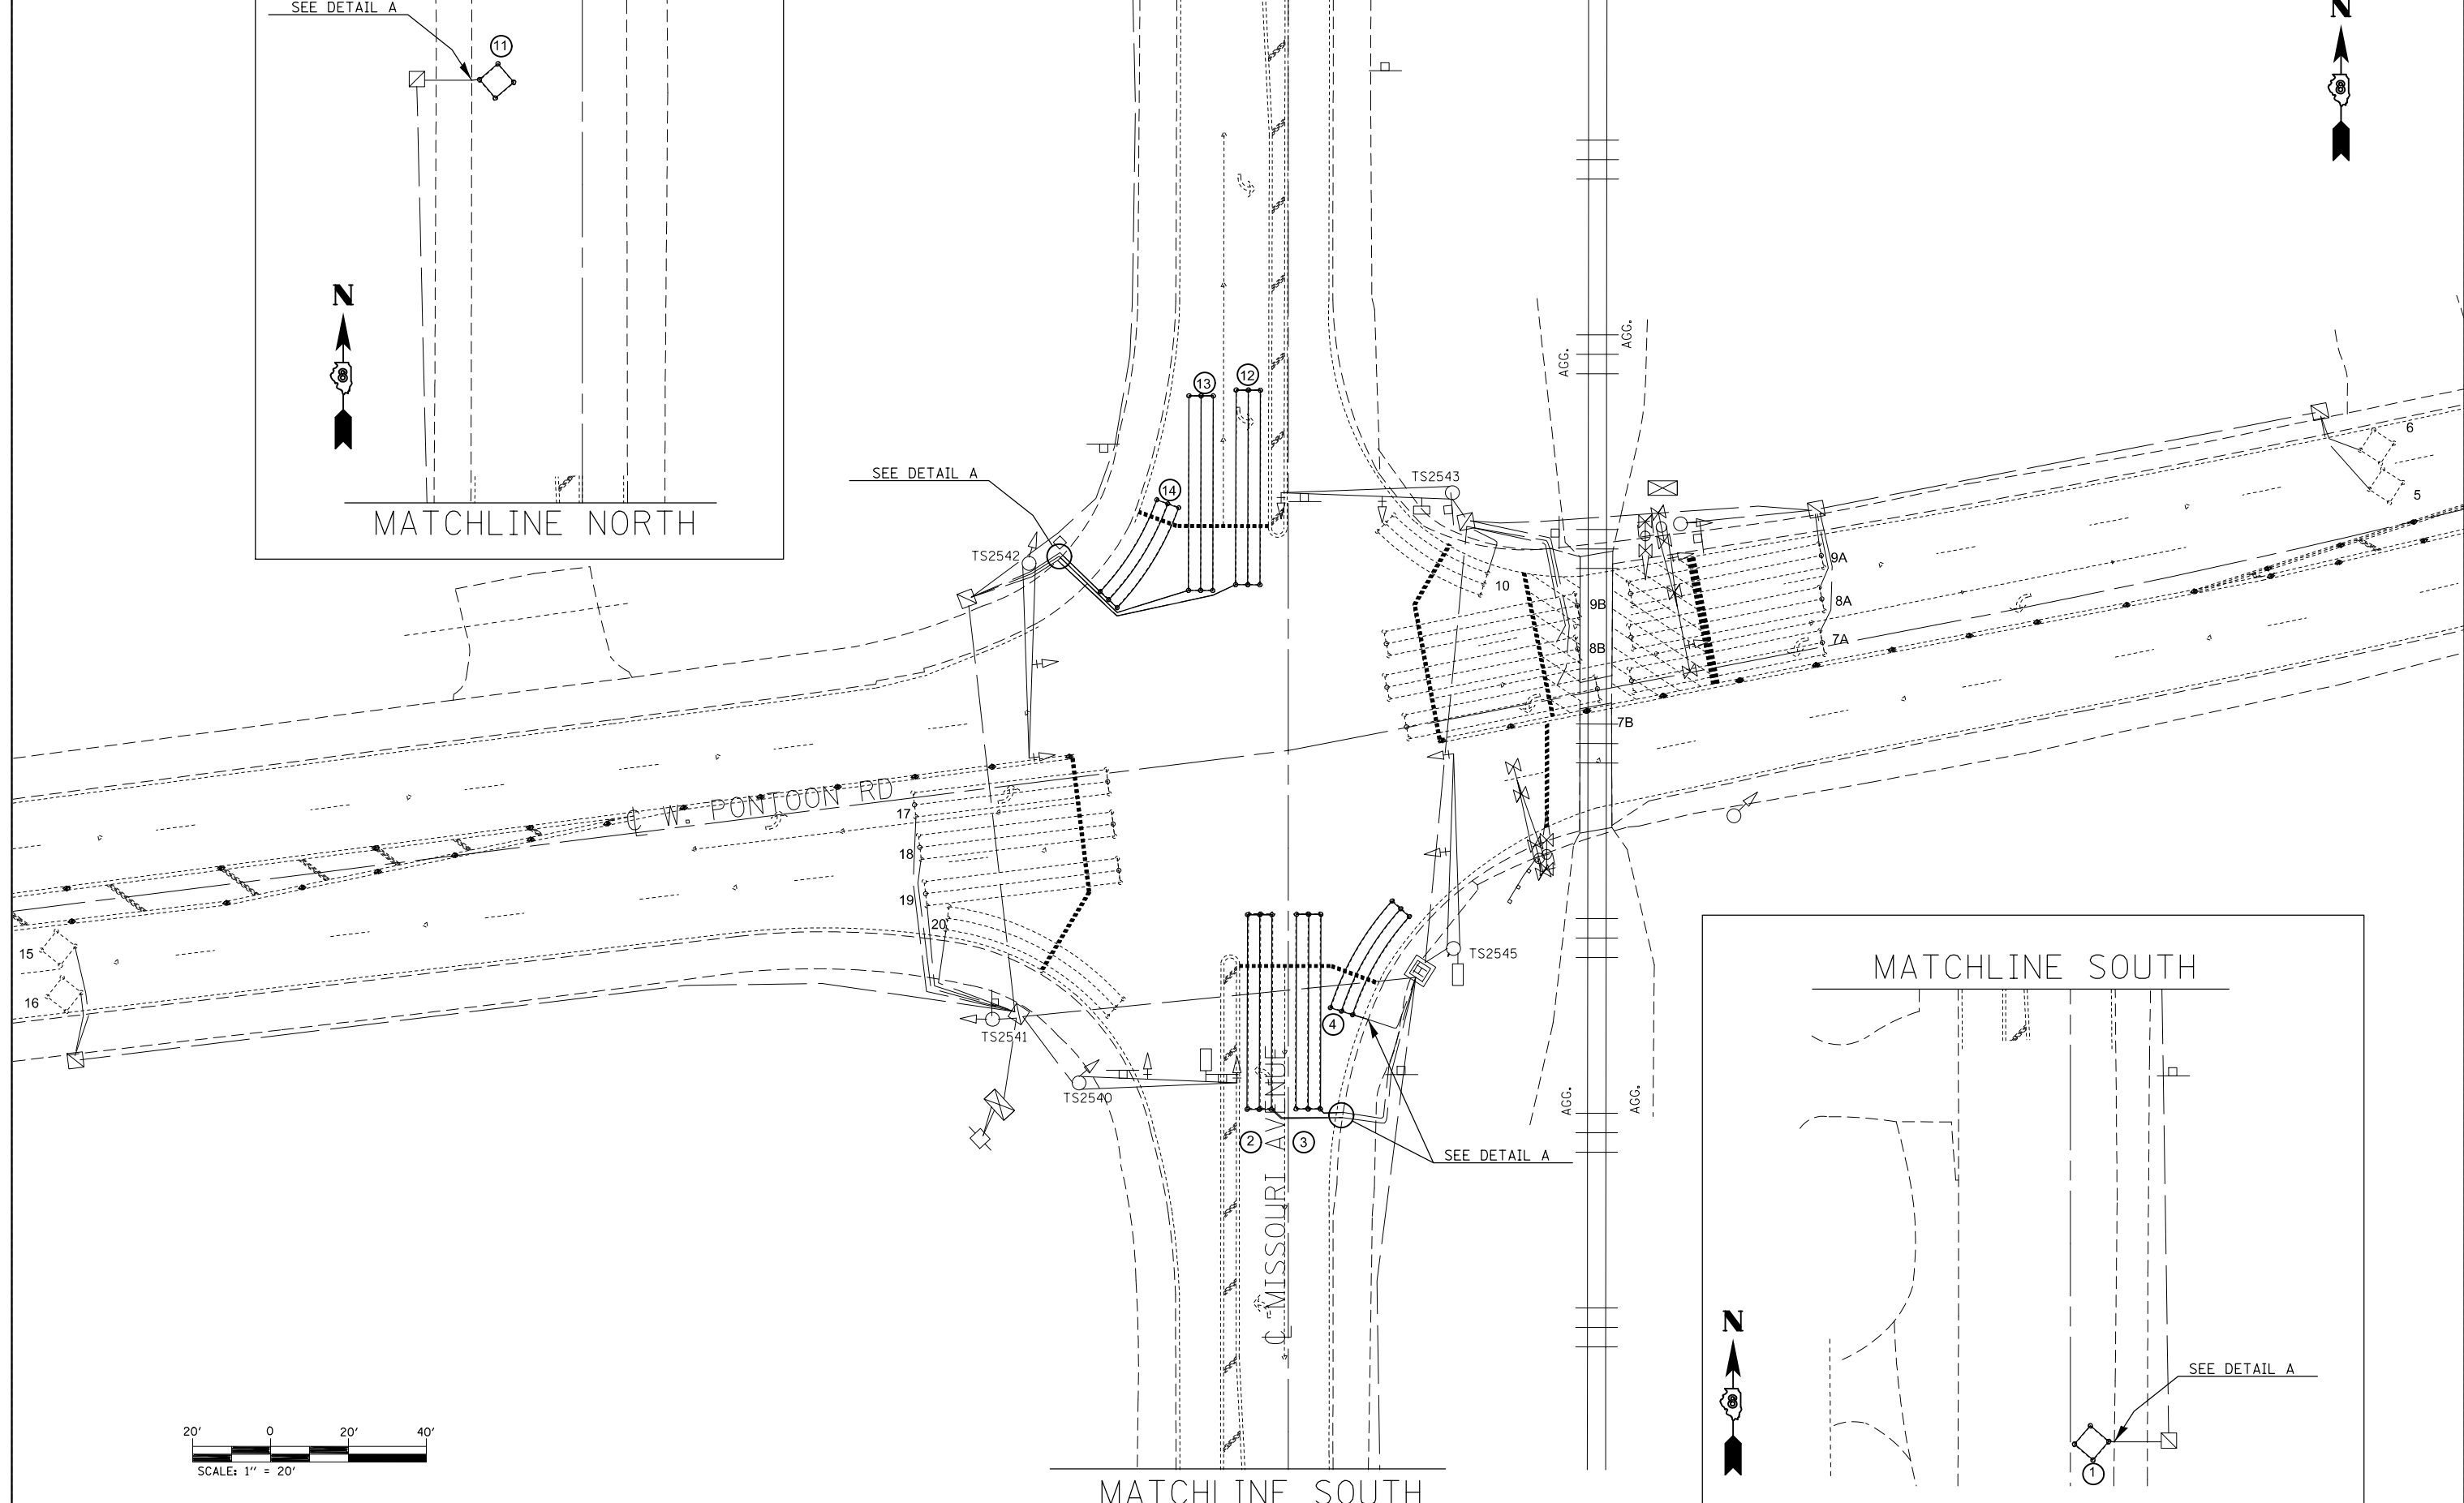 SEE DETAIL A
11
N
8
MATCHLINE NORTH
N
8
13
12
14
SEE DETAIL A
TS2542
TS2543
AGG.
AGG.
6
5
10
9A
8A
7A
9B
8B
7B
℄ W. PONTOON RD
17
18
19
20
15
16
TS2541
TS2540
TS2545
4
2
3
℄ MISSOURI AVENUE
SEE DETAIL A
AGG.
AGG.
MATCHLINE SOUTH
N
8
SEE DETAIL A
1
20' 0 20' 40'
SCALE: 1" = 20'
MATCHLINE SOUTH